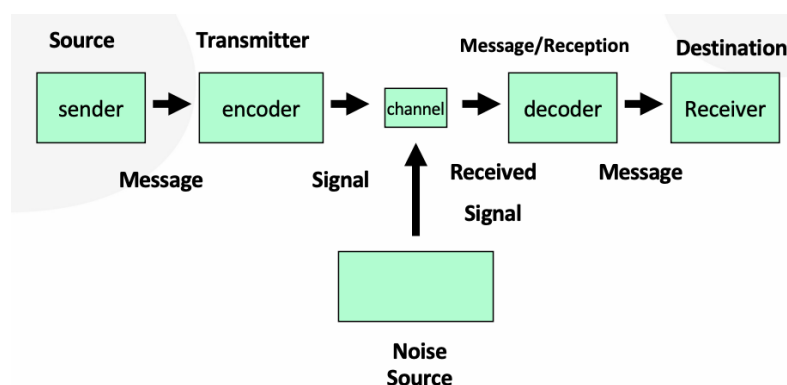 Source
Transmitter
Message/Reception
Destination
sender
encoder
channel
decoder
Receiver
Message
Signal
Received
Signal
Message
Noise
Source